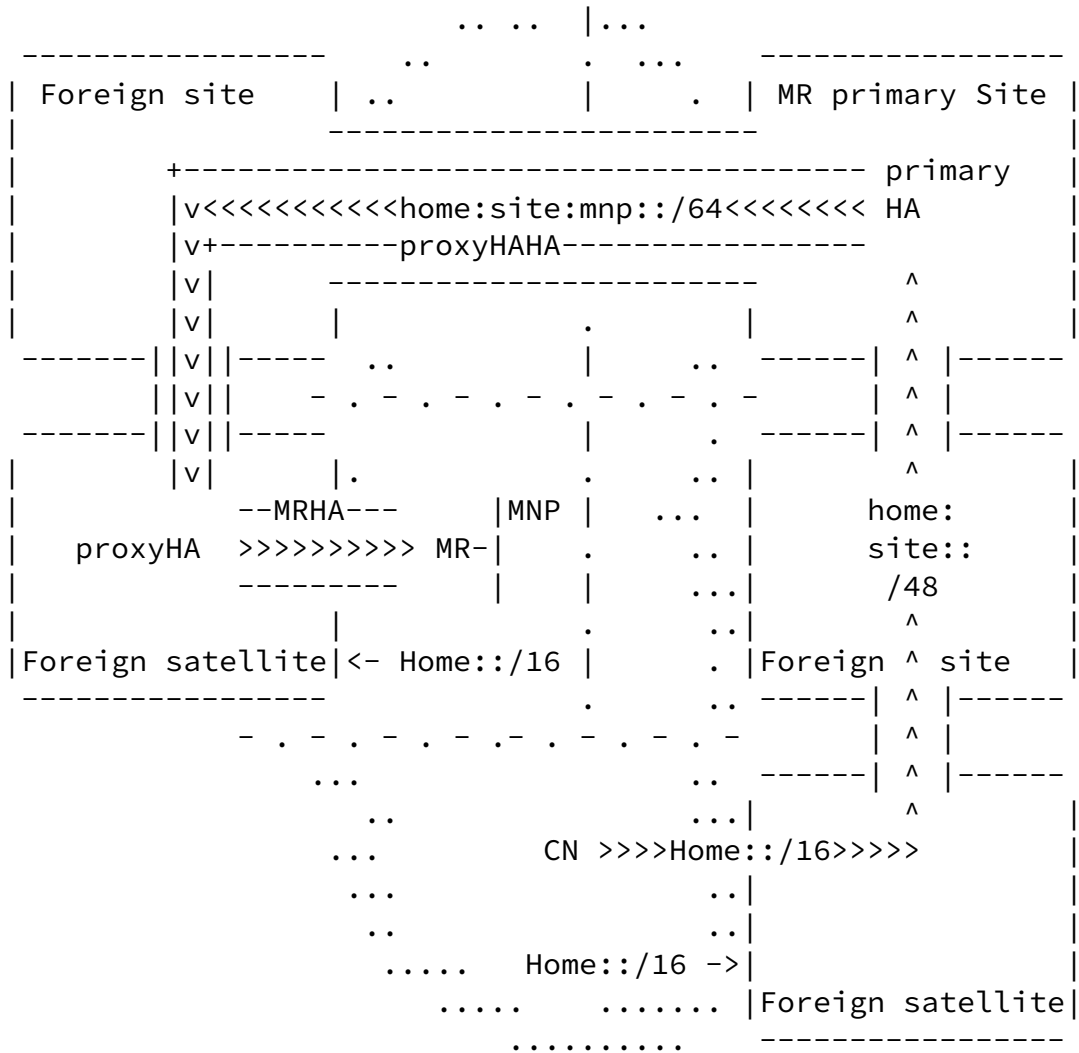 .. .. |...
----------------- .. . ... -----------------
| Foreign site | .. | . | MR primary Site |
| ------------------------ |
| +------------------------------------- primary |
| |v<<<<<<<<<<<home:site:mnp::/64<<<<<<<< HA |
| |v+----------proxyHAHA----------------- |
| |v| ------------------------ ^ |
| |v| | . | ^ |
-------||v||----- .. | .. ------| ^ |------
||v|| - . - . - . - . - . - . - | ^ |
-------||v||----- | . ------| ^ |------
| |v| |. . .. | ^ |
| --MRHA--- |MNP | ... | home: |
| proxyHA >>>>>>>>>> MR-| . .. | site:: |
| --------- | | ...| /48 |
| | . ..| ^ |
|Foreign satellite|<- Home::/16 | . |Foreign ^ site |
----------------- . .. ------| ^ |------
- . - . - . - .- . - . - . - | ^ |
... .. ------| ^ |------
.. ...| ^ |
... CN >>>>Home::/16>>>>> |
... ..| |
.. ..| |
..... Home::/16 ->| |
..... ....... |Foreign satellite|
.......... -----------------